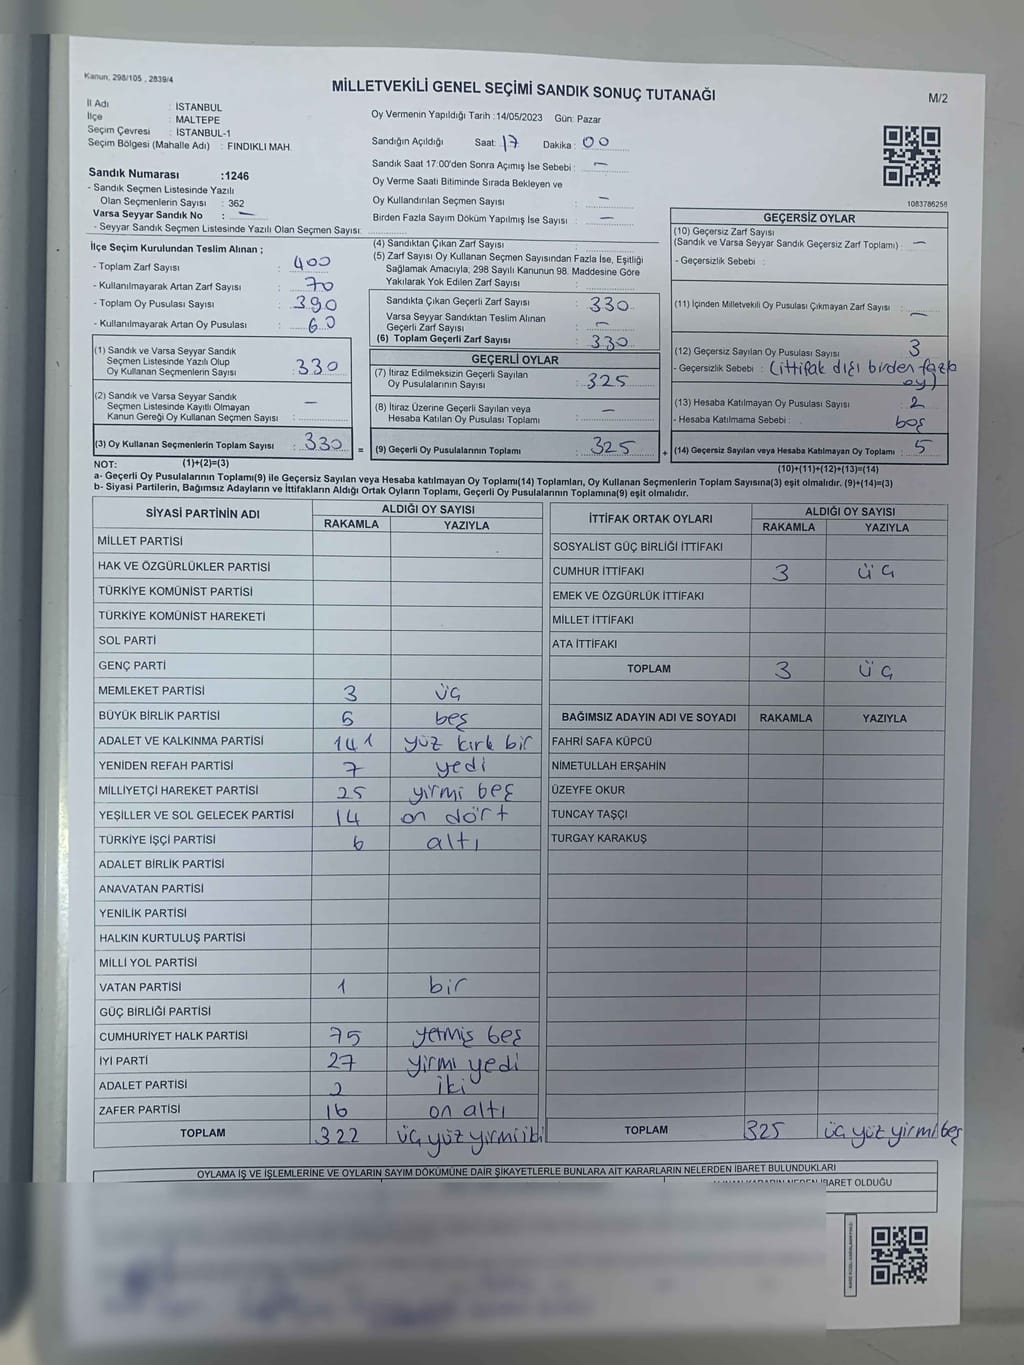 Kanun, 298/105 , 2839/4
MİLLETVEKİLİ GENEL SEÇİMİ SANDIK SONUÇ TUTANAĞI
M/2
İl Adı : İSTANBUL
İlçe : MALTEPE
Seçim Çevresi : İSTANBUL-1
Seçim Bölgesi (Mahalle Adı) : FINDIKLI MAH.
Sandık Numarası :1246
- Sandık Seçmen Listesinde Yazılı
Olan Seçmenlerin Sayısı : 362
Varsa Seyyar Sandık No : —
- Seyyar Sandık Seçmen Listesinde Yazılı Olan Seçmen Sayısı:
Oy Vermenin Yapıldığı Tarih :14/05/2023 Gün: Pazar
Sandığın Açıldığı Saat: 17 Dakika : 00
Sandık Saat 17:00'den Sonra Açımış İse Sebebi : —
Oy Verme Saati Bitiminde Sırada Bekleyen ve
Oy Kullandırılan Seçmen Sayısı : —
Birden Fazla Sayım Döküm Yapılmış İse Sayısı : —
1083786256
İlçe Seçim Kurulundan Teslim Alınan ;
- Toplam Zarf Sayısı : 400
- Kullanılmayarak Artan Zarf Sayısı : 70
- Toplam Oy Pusulası Sayısı : 390
- Kullanılmayarak Artan Oy Pusulası : 60
(4) Sandıktan Çıkan Zarf Sayısı :
(5) Zarf Sayısı Oy Kullanan Seçmen Sayısından Fazla İse, Eşitliği
Sağlamak Amacıyla; 298 Sayılı Kanunun 98. Maddesine Göre
Yakılarak Yok Edilen Zarf Sayısı :
Sandıkta Çıkan Geçerli Zarf Sayısı : 330
Varsa Seyyar Sandıktan Teslim Alınan
Geçerli Zarf Sayısı : —
(6) Toplam Geçerli Zarf Sayısı : 330
GEÇERSİZ OYLAR
(10) Geçersiz Zarf Sayısı
(Sandık ve Varsa Seyyar Sandık Geçersiz Zarf Toplamı) : —
- Geçersizlik Sebebi :
(11) İçinden Milletvekili Oy Pusulası Çıkmayan Zarf Sayısı : —
(12) Geçersiz Sayılan Oy Pusulası Sayısı : 3
- Geçersizlik Sebebi : (ittifak dışı birden fazla
oy)
(13) Hesaba Katılmayan Oy Pusulası Sayısı : 2
- Hesaba Katılmama Sebebi : boş
(14) Geçersiz Sayılan veya Hesaba Katılmayan Oy Toplamı : 5
(10)+(11)+(12)+(13)=(14)
(1) Sandık ve Varsa Seyyar Sandık
Seçmen Listesinde Yazılı Olup
Oy Kullanan Seçmenlerin Sayısı : 330
(2) Sandık ve Varsa Seyyar Sandık
Seçmen Listesinde Kayıtlı Olmayan
Kanun Gereği Oy Kullanan Seçmen Sayısı : —
(3) Oy Kullanan Seçmenlerin Toplam Sayısı : 330 =
(1)+(2)=(3)
GEÇERLİ OYLAR
(7) İtiraz Edilmeksizin Geçerli Sayılan
Oy Pusulalarının Sayısı : 325
(8) İtiraz Üzerine Geçerli Sayılan veya
Hesaba Katılan Oy Pusulası Toplamı : —
(9) Geçerli Oy Pusulalarının Toplamı : 325 +
NOT:
a- Geçerli Oy Pusulalarının Toplamı(9) ile Geçersiz Sayılan veya Hesaba katılmayan Oy Toplamı(14) Toplamları, Oy Kullanan Seçmenlerin Toplam Sayısına(3) eşit olmalıdır. (9)+(14)=(3)
b- Siyasi Partilerin, Bağımsız Adayların ve İttifakların Aldığı Ortak Oyların Toplamı, Geçerli Oy Pusulalarının Toplamına(9) eşit olmalıdır.
SİYASİ PARTİNİN ADI ALDIĞI OY SAYISI
RAKAMLA YAZIYLA
MİLLET PARTİSİ
HAK VE ÖZGÜRLÜKLER PARTİSİ
TÜRKİYE KOMÜNİST PARTİSİ
TÜRKİYE KOMÜNİST HAREKETİ
SOL PARTİ
GENÇ PARTİ
MEMLEKET PARTİSİ 3 üç
BÜYÜK BİRLİK PARTİSİ 5 beş
ADALET VE KALKINMA PARTİSİ 141 yüz kırk bir
YENİDEN REFAH PARTİSİ 7 yedi
MİLLİYETÇİ HAREKET PARTİSİ 25 yirmi beş
YEŞİLLER VE SOL GELECEK PARTİSİ 14 on dört
TÜRKİYE İŞÇİ PARTİSİ 6 altı
ADALET BİRLİK PARTİSİ
ANAVATAN PARTİSİ
YENİLİK PARTİSİ
HALKIN KURTULUŞ PARTİSİ
MİLLİ YOL PARTİSİ
VATAN PARTİSİ 1 bir
GÜÇ BİRLİĞİ PARTİSİ
CUMHURİYET HALK PARTİSİ 75 yetmiş beş
İYİ PARTİ 27 yirmi yedi
ADALET PARTİSİ 2 iki
ZAFER PARTİSİ 16 on altı
TOPLAM 322 üç yüz yirmi iki
İTTİFAK ORTAK OYLARI ALDIĞI OY SAYISI
RAKAMLA YAZIYLA
SOSYALİST GÜÇ BİRLİĞİ İTTİFAKI
CUMHUR İTTİFAKI 3 üç
EMEK VE ÖZGÜRLÜK İTTİFAKI
MİLLET İTTİFAKI
ATA İTTİFAKI
TOPLAM 3 üç
BAĞIMSIZ ADAYIN ADI VE SOYADI RAKAMLA YAZIYLA
FAHRİ SAFA KÜPCÜ
NİMETULLAH ERŞAHİN
ÜZEYFE OKUR
TUNCAY TAŞÇI
TURGAY KARAKUŞ
TOPLAM 325 üç yüz yirmi beş
OYLAMA İŞ VE İŞLEMLERİNE VE OYLARIN SAYIM DÖKÜMÜNE DAİR ŞİKAYETLERLE BUNLARA AİT KARARLARIN NELERDEN İBARET BULUNDUKLARI
İBARET OLDUĞU